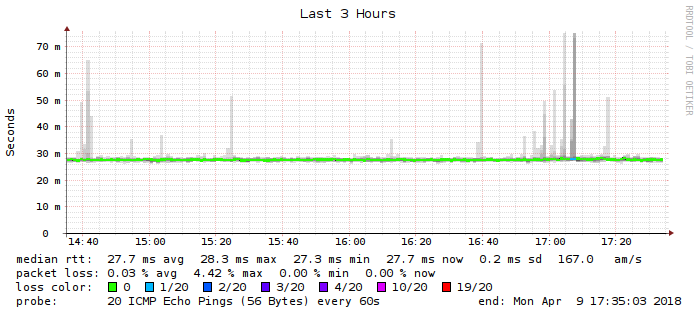 Last 3 Hours
RRDTOOL / TOBI OETIKER
Seconds
70 m
60 m
50 m
40 m
30 m
20 m
10 m
0
14:40 15:00 15:20 15:40 16:00 16:20 16:40 17:00 17:20
median rtt: 27.7 ms avg 28.3 ms max 27.3 ms min 27.7 ms now 0.2 ms sd 167.0 am/s
packet loss: 0.03 % avg 4.42 % max 0.00 % min 0.00 % now
loss color: 0 1/20 2/20 3/20 4/20 10/20 19/20
probe: 20 ICMP Echo Pings (56 Bytes) every 60s end: Mon Apr 9 17:35:03 2018